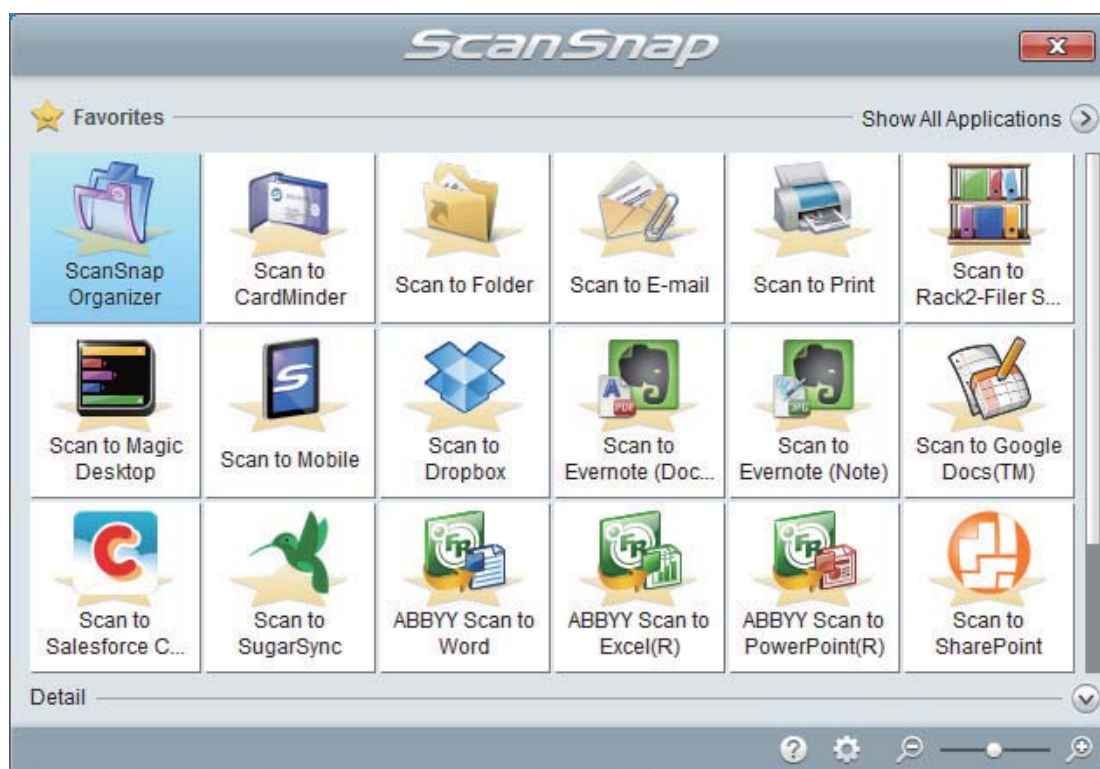 ScanSnap
Favorites
Show All Applications
ScanSnap
Organizer
Scan to
CardMinder
Scan to Folder
Scan to E-mail
Scan to Print
Scan to
Rack2-Filer S...
Scan to Magic
Desktop
Scan to Mobile
Scan to
Dropbox
Scan to
Evernote (Doc...
Scan to
Evernote (Note)
Scan to Google
Docs(TM)
Scan to
Salesforce C...
Scan to
SugarSync
ABBYY Scan to
Word
ABBYY Scan to
Excel(R)
ABBYY Scan to
PowerPoint(R)
Scan to
SharePoint
Detail